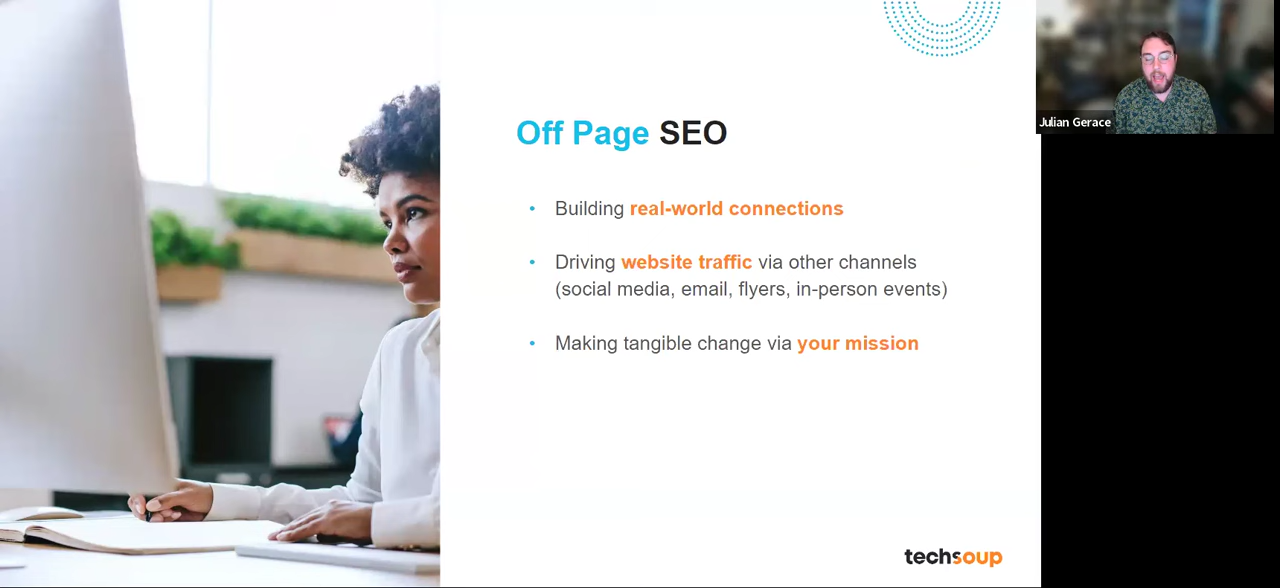 Off Page SEO
Julian Gerace
• Building real-world connections
• Driving website traffic via other channels
(social media, email, flyers, in-person events)
• Making tangible change via your mission
techsoup